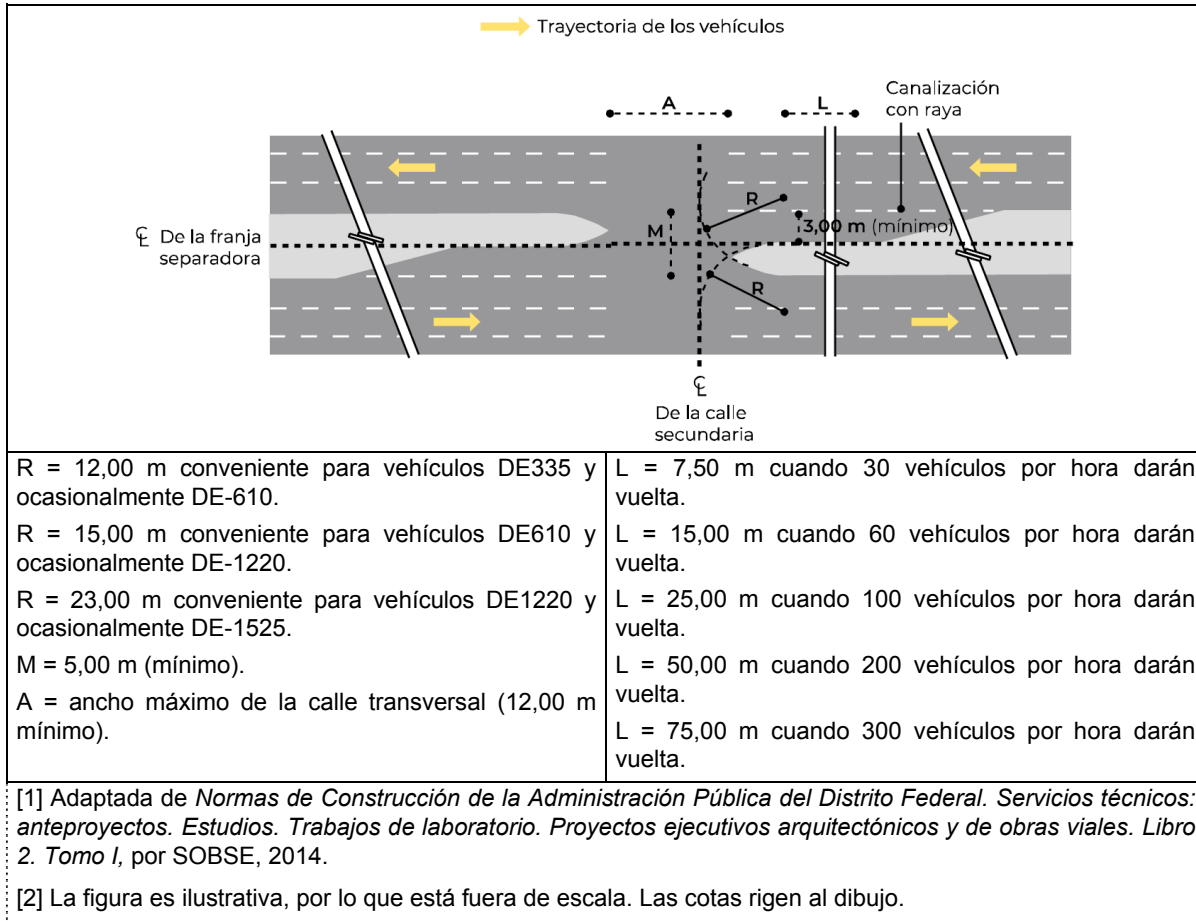 Trayectoria de los vehículos
A
L
Canalización
con raya
R
M
3,00 m (mínimo)
℄ De la franja
separadora
R
℄
De la calle
secundaria
R = 12,00 m conveniente para vehículos DE335 y
ocasionalmente DE-610.
R = 15,00 m conveniente para vehículos DE610 y
ocasionalmente DE-1220.
R = 23,00 m conveniente para vehículos DE1220 y
ocasionalmente DE-1525.
M = 5,00 m (mínimo).
A = ancho máximo de la calle transversal (12,00 m
mínimo).
L = 7,50 m cuando 30 vehículos por hora darán
vuelta.
L = 15,00 m cuando 60 vehículos por hora darán
vuelta.
L = 25,00 m cuando 100 vehículos por hora darán
vuelta.
L = 50,00 m cuando 200 vehículos por hora darán
vuelta.
L = 75,00 m cuando 300 vehículos por hora darán
vuelta.
[1] Adaptada de Normas de Construcción de la Administración Pública del Distrito Federal. Servicios técnicos:
anteproyectos. Estudios. Trabajos de laboratorio. Proyectos ejecutivos arquitectónicos y de obras viales. Libro
2. Tomo I, por SOBSE, 2014.
[2] La figura es ilustrativa, por lo que está fuera de escala. Las cotas rigen al dibujo.